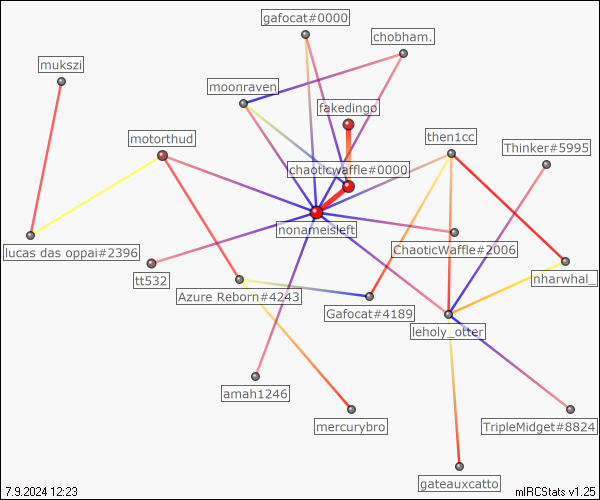 gafocat#0000
chobham.
mukszi
moonraven
fakedingo
motorthud
then1cc
Thinker#5995
chaoticwaffle#0000
nonameisleft
lucas das oppai#2396
ChaoticWaffle#2006
tt532
nharwhal_
Azure Reborn#4243
Gafocat#4189
leholy_otter
amah1246
mercurybro
TripleMidget#8824
gateauxcatto
7.9.2024 12:23
mIRCStats v1.25